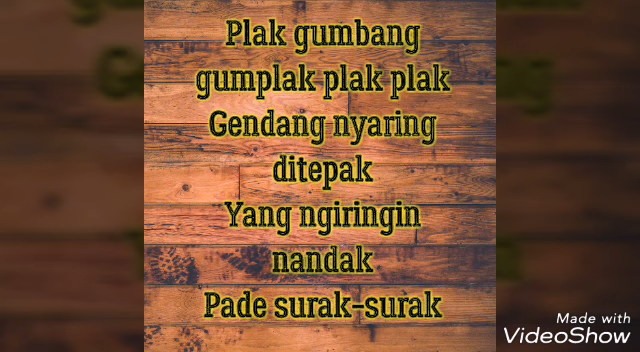 Plak gumbang
gumplak plak plak
Gendang nyaring
ditepak
Yang ngiringin
nandak
Pade surak-surak
Made with
VideoShow